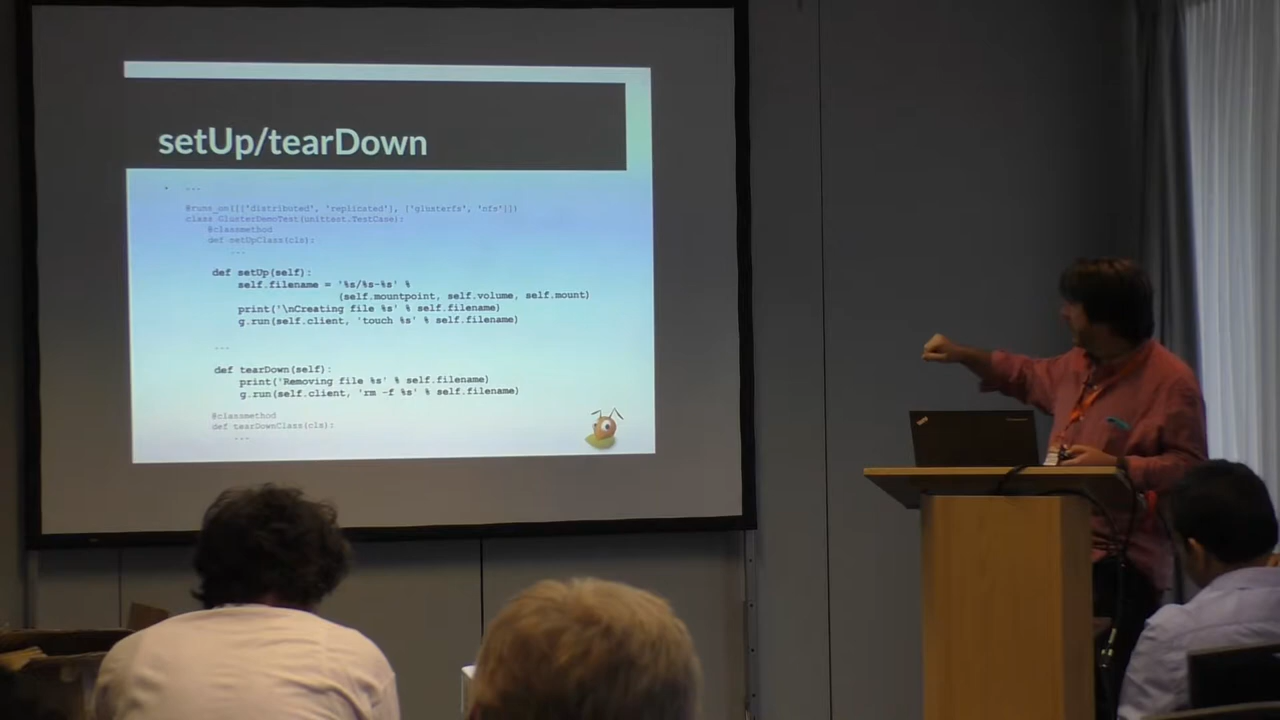 setUp/tearDown
• ...
@runs_on([['distributed', 'replicated'], ['glusterfs', 'nfs']])
class GlusterDemoTest(unittest.TestCase):
@classmethod
def setUpClass(cls):
...
def setUp(self):
self.filename = '%s/%s-%s' %
(self.mountpoint, self.volume, self.mount)
print('\nCreating file %s' % self.filename)
g.run(self.client, 'touch %s' % self.filename)
...
def tearDown(self):
print('Removing file %s' % self.filename)
g.run(self.client, 'rm -f %s' % self.filename)
@classmethod
def tearDownClass(cls):
...